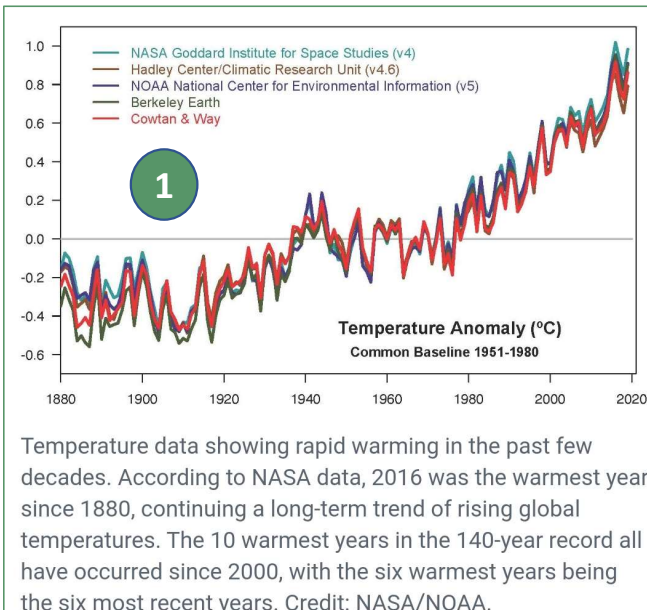 1.0
0.8
0.6
0.4
0.2
0.0
-0.2
-0.4
-0.6
NASA Goddard Institute for Space Studies (v4)
Hadley Center/Climatic Research Unit (v4.6)
NOAA National Center for Environmental Information (v5)
Berkeley Earth
Cowtan & Way
1
Temperature Anomaly (ºC)
Common Baseline 1951-1980
1880 1900 1920 1940 1960 1980 2000 2020
Temperature data showing rapid warming in the past few
decades. According to NASA data, 2016 was the warmest year
since 1880, continuing a long-term trend of rising global
temperatures. The 10 warmest years in the 140-year record all
have occurred since 2000, with the six warmest years being
the six most recent years. Credit: NASA/NOAA.